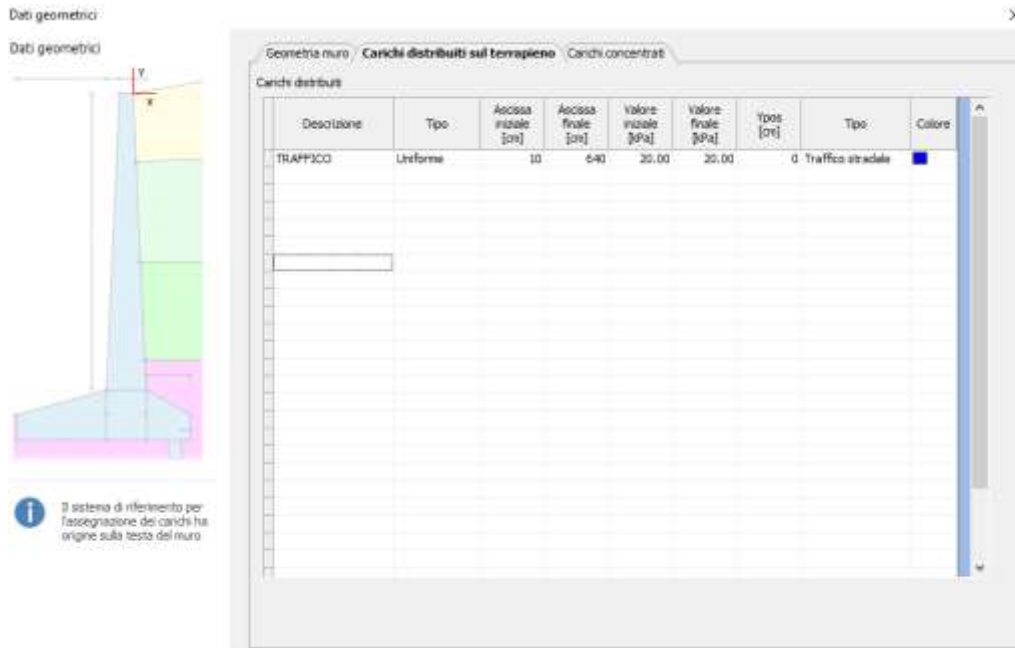 Dati geometrici
Dati geometrici
Y
X
Geometria muro Carichi distribuiti sul terrapieno Carichi concentrati
Carichi distribuiti
Descrizione Tipo Ascissa iniziale [cm] Ascissa finale [cm] Valore iniziale [kPa] Valore finale [kPa] Ypos [cm] Tipo Colore
TRAFFICO Uniforme 10 640 20.00 20.00 0 Traffico stradale
i
Il sistema di riferimento per
l'assegnazione dei carichi ha
origine sulla testa del muro